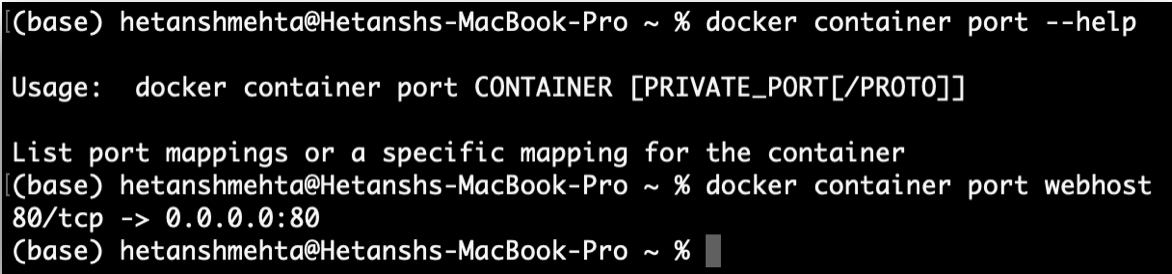 [(base) hetanshmehta@Hetanshs-MacBook-Pro ~ % docker container port --help
Usage:  docker container port CONTAINER [PRIVATE_PORT[/PROTO]]
List port mappings or a specific mapping for the container
[(base) hetanshmehta@Hetanshs-MacBook-Pro ~ % docker container port webhost
80/tcp -> 0.0.0.0:80
(base) hetanshmehta@Hetanshs-MacBook-Pro ~ %